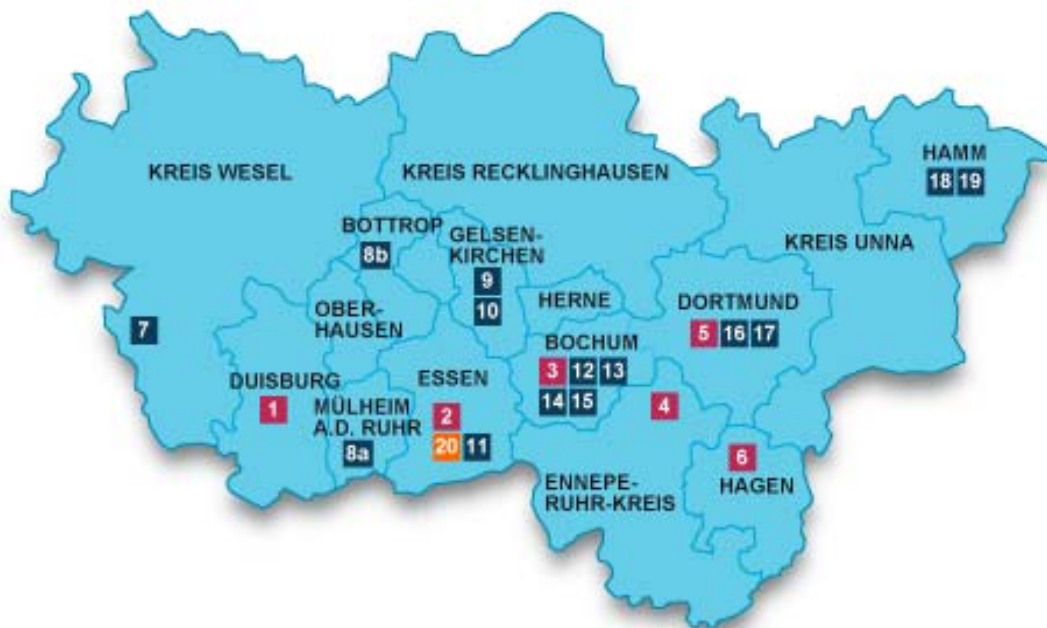 HAMM
18 19
KREIS WESEL
KREIS RECKLINGHAUSEN
BOTTROP
8b
GELSEN-
KIRCHEN
9
10
KREIS UNNA
HERNE
DORTMUND
5 16 17
OBER-
HAUSEN
7
BOCHUM
3 12 13
14 15
DUISBURG
1
ESSEN
2
20 11
MÜLHEIM
A.D. RUHR
8a
4
6
HAGEN
ENNEPE-
RUHR-KREIS